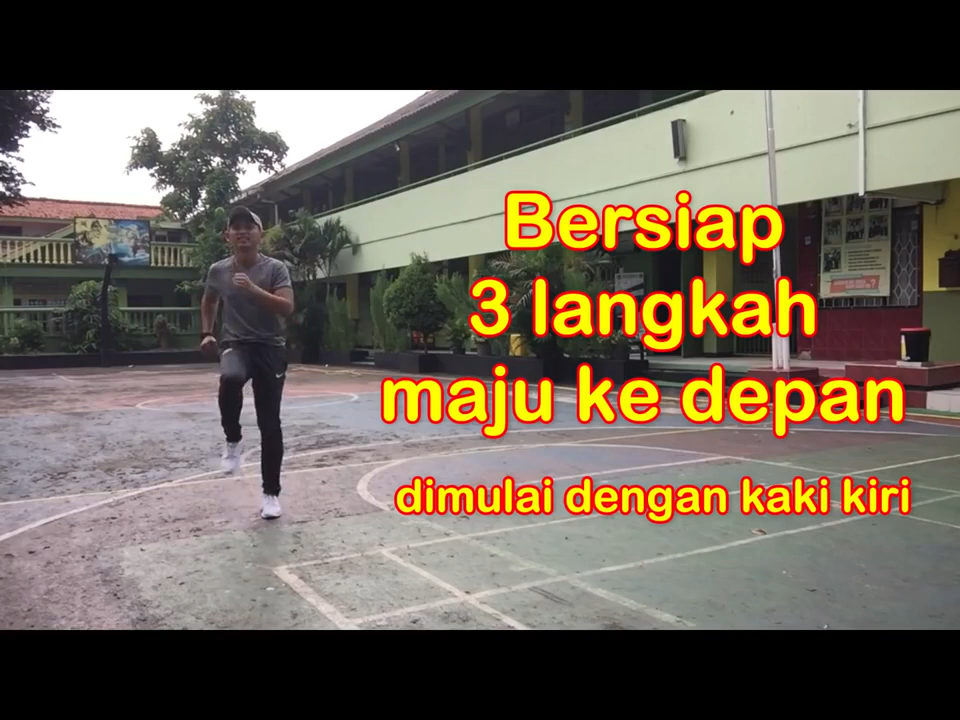 Bersiap
3 langkah
maju ke depan
dimulai dengan kaki kiri